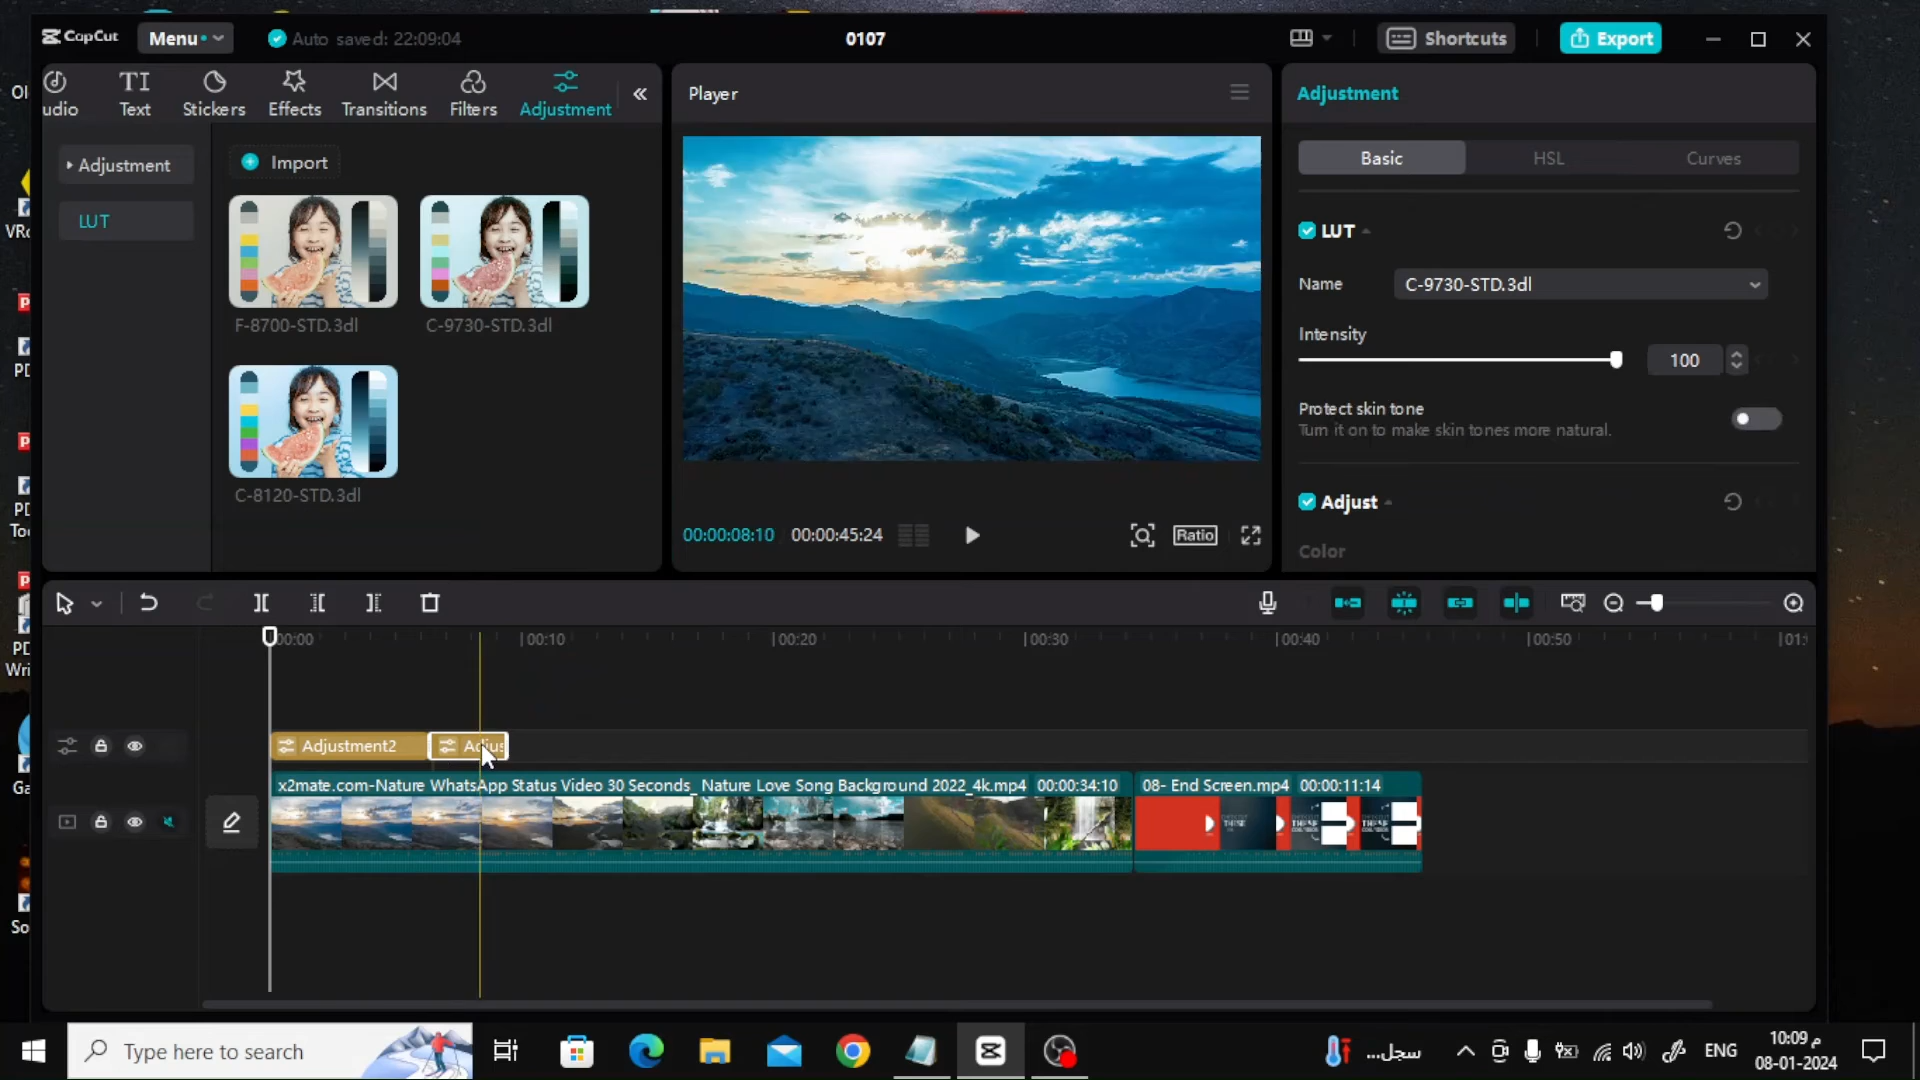 CapCut
Menu
Auto saved: 22:09:04
0107
Shortcuts
Export
udio
Text
Stickers
Effects
Transitions
Filters
Adjustment
Player
Adjustment
Basic
HSL
Curves
Adjustment
Import
LUT
F-8700-STD.3dl
C-9730-STD.3dl
C-8120-STD.3dl
LUT
Name
C-9730-STD.3dl
Intensity
100
Protect skin tone
Turn it on to make skin tones more natural.
Adjust
Color
00:00:08:10
00:00:45:24
Ratio
00:00
00:10
00:20
00:30
00:40
00:50
01:
Adjustment2
Adjus
x2mate.com-Nature WhatsApp Status Video 30 Seconds_ Nature Love Song Background 2022_4k.mp4
00:00:34:10
08- End Screen.mp4
00:00:11:14
Type here to search
سجل...
ENG
10:09 م
08-01-2024